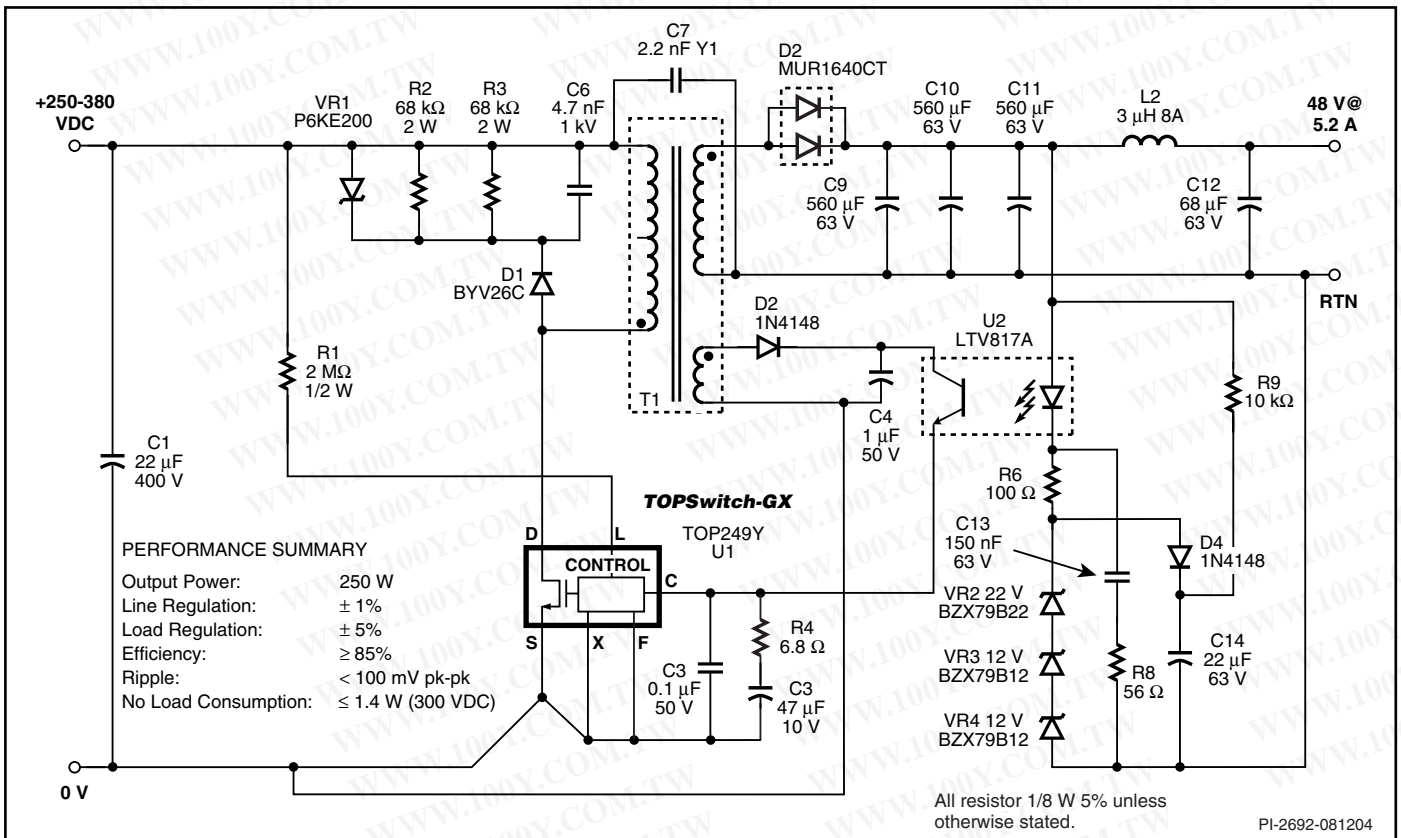 C7
2.2 nF Y1
D2
MUR1640CT
+250-380
VDC
VR1
P6KE200
R2
68 kΩ
2 W
R3
68 kΩ
2 W
C6
4.7 nF
1 kV
C10
560 µF
63 V
C11
560 µF
63 V
L2
3 µH 8A
48 V@
5.2 A
C9
560 µF
63 V
C12
68 µF
63 V
D1
BYV26C
RTN
D2
1N4148
U2
LTV817A
R1
2 MΩ
1/2 W
T1
R9
10 kΩ
C4
1 µF
50 V
C1
22 µF
400 V
R6
100 Ω
TOPSwitch-GX
TOP249Y
U1
D
L
CONTROL
C
S
X
F
C13
150 nF
63 V
D4
1N4148
PERFORMANCE SUMMARY
Output Power: 250 W
Line Regulation: ± 1%
Load Regulation: ± 5%
Efficiency: ≥ 85%
Ripple: < 100 mV pk-pk
No Load Consumption: ≤ 1.4 W (300 VDC)
VR2 22 V
BZX79B22
R4
6.8 Ω
C3
0.1 µF
50 V
C3
47 µF
10 V
VR3 12 V
BZX79B12
R8
56 Ω
C14
22 µF
63 V
VR4 12 V
BZX79B12
0 V
All resistor 1/8 W 5% unless
otherwise stated.
PI-2692-081204
WWW.100Y.COM.TW